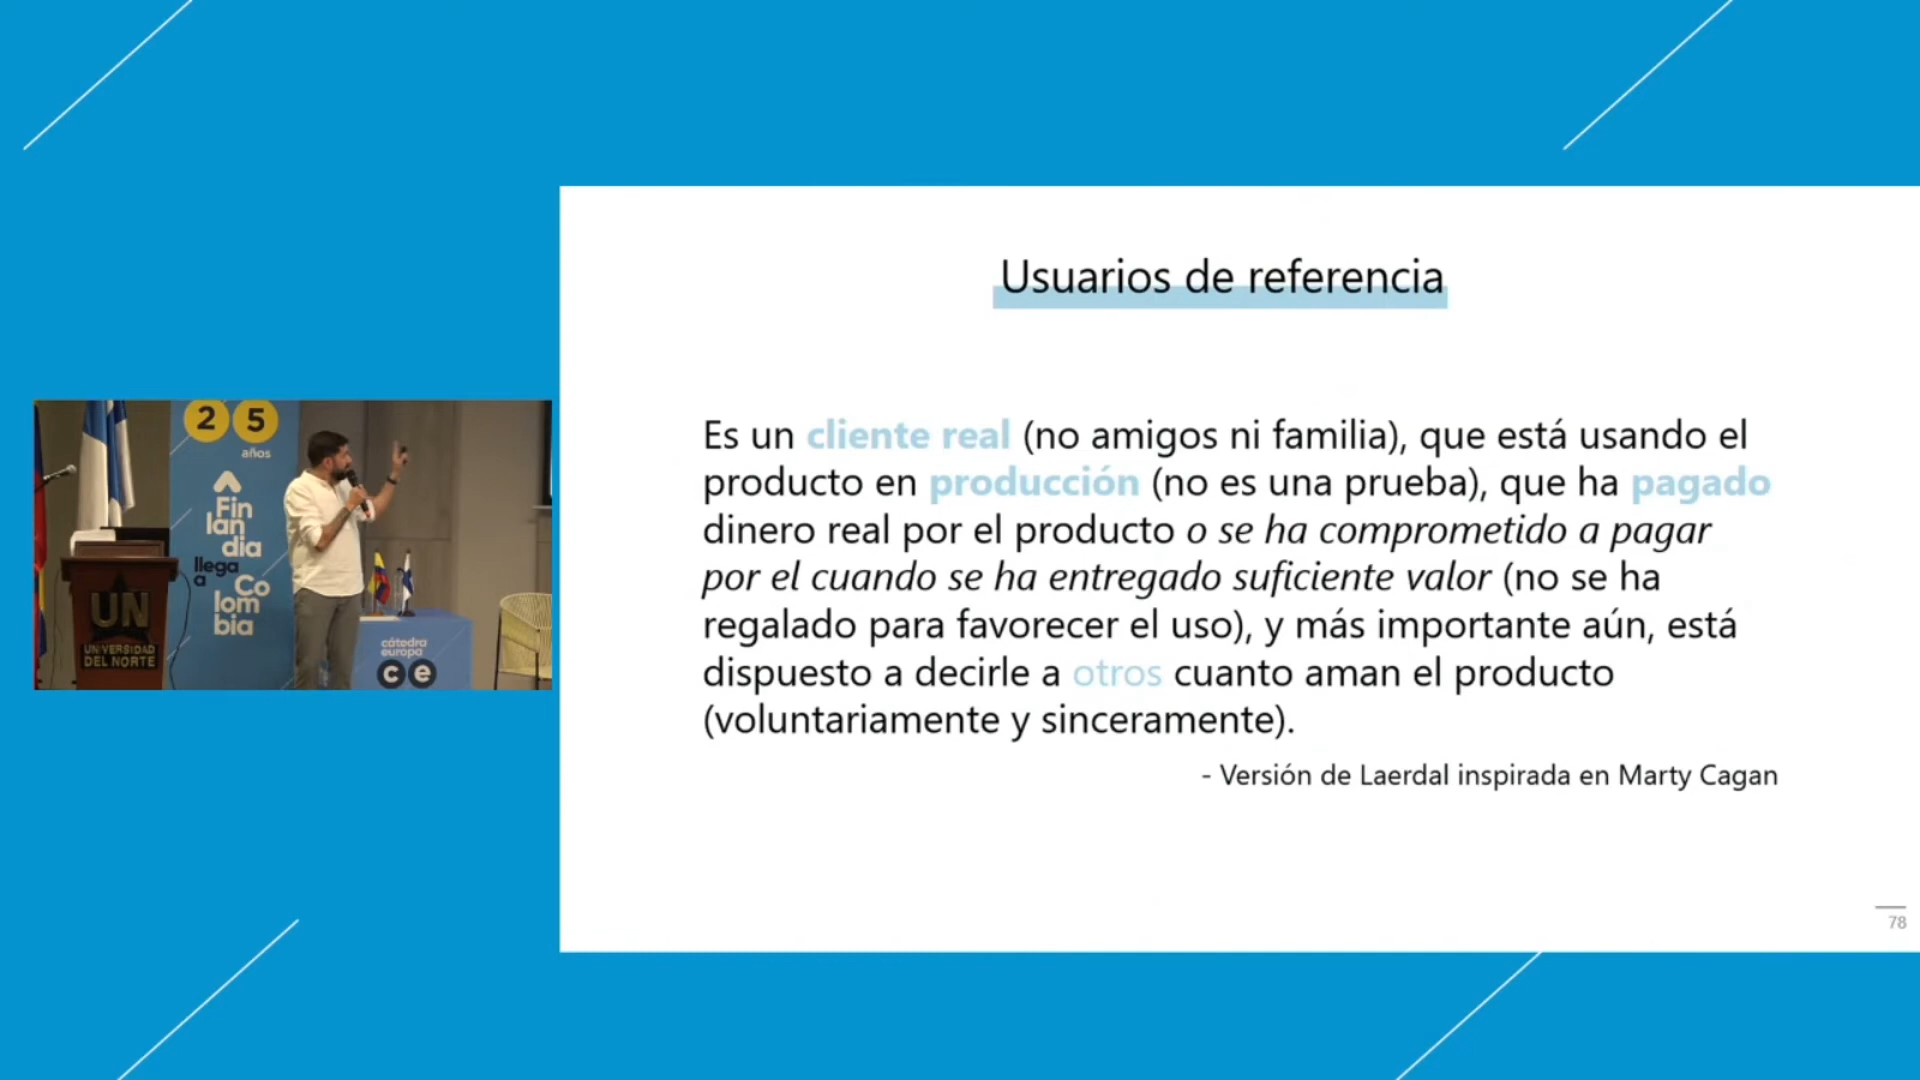 2 5
años
Fin
lan
dia
llega
a
Co
lom
bia
UN
UNIVERSIDAD
DEL NORTE
cátedra
europa
c e
Usuarios de referencia
Es un cliente real (no amigos ni familia), que está usando el
producto en producción (no es una prueba), que ha pagado
dinero real por el producto o se ha comprometido a pagar
por el cuando se ha entregado suficiente valor (no se ha
regalado para favorecer el uso), y más importante aún, está
dispuesto a decirle a otros cuanto aman el producto
(voluntariamente y sinceramente).
- Versión de Laerdal inspirada en Marty Cagan
78